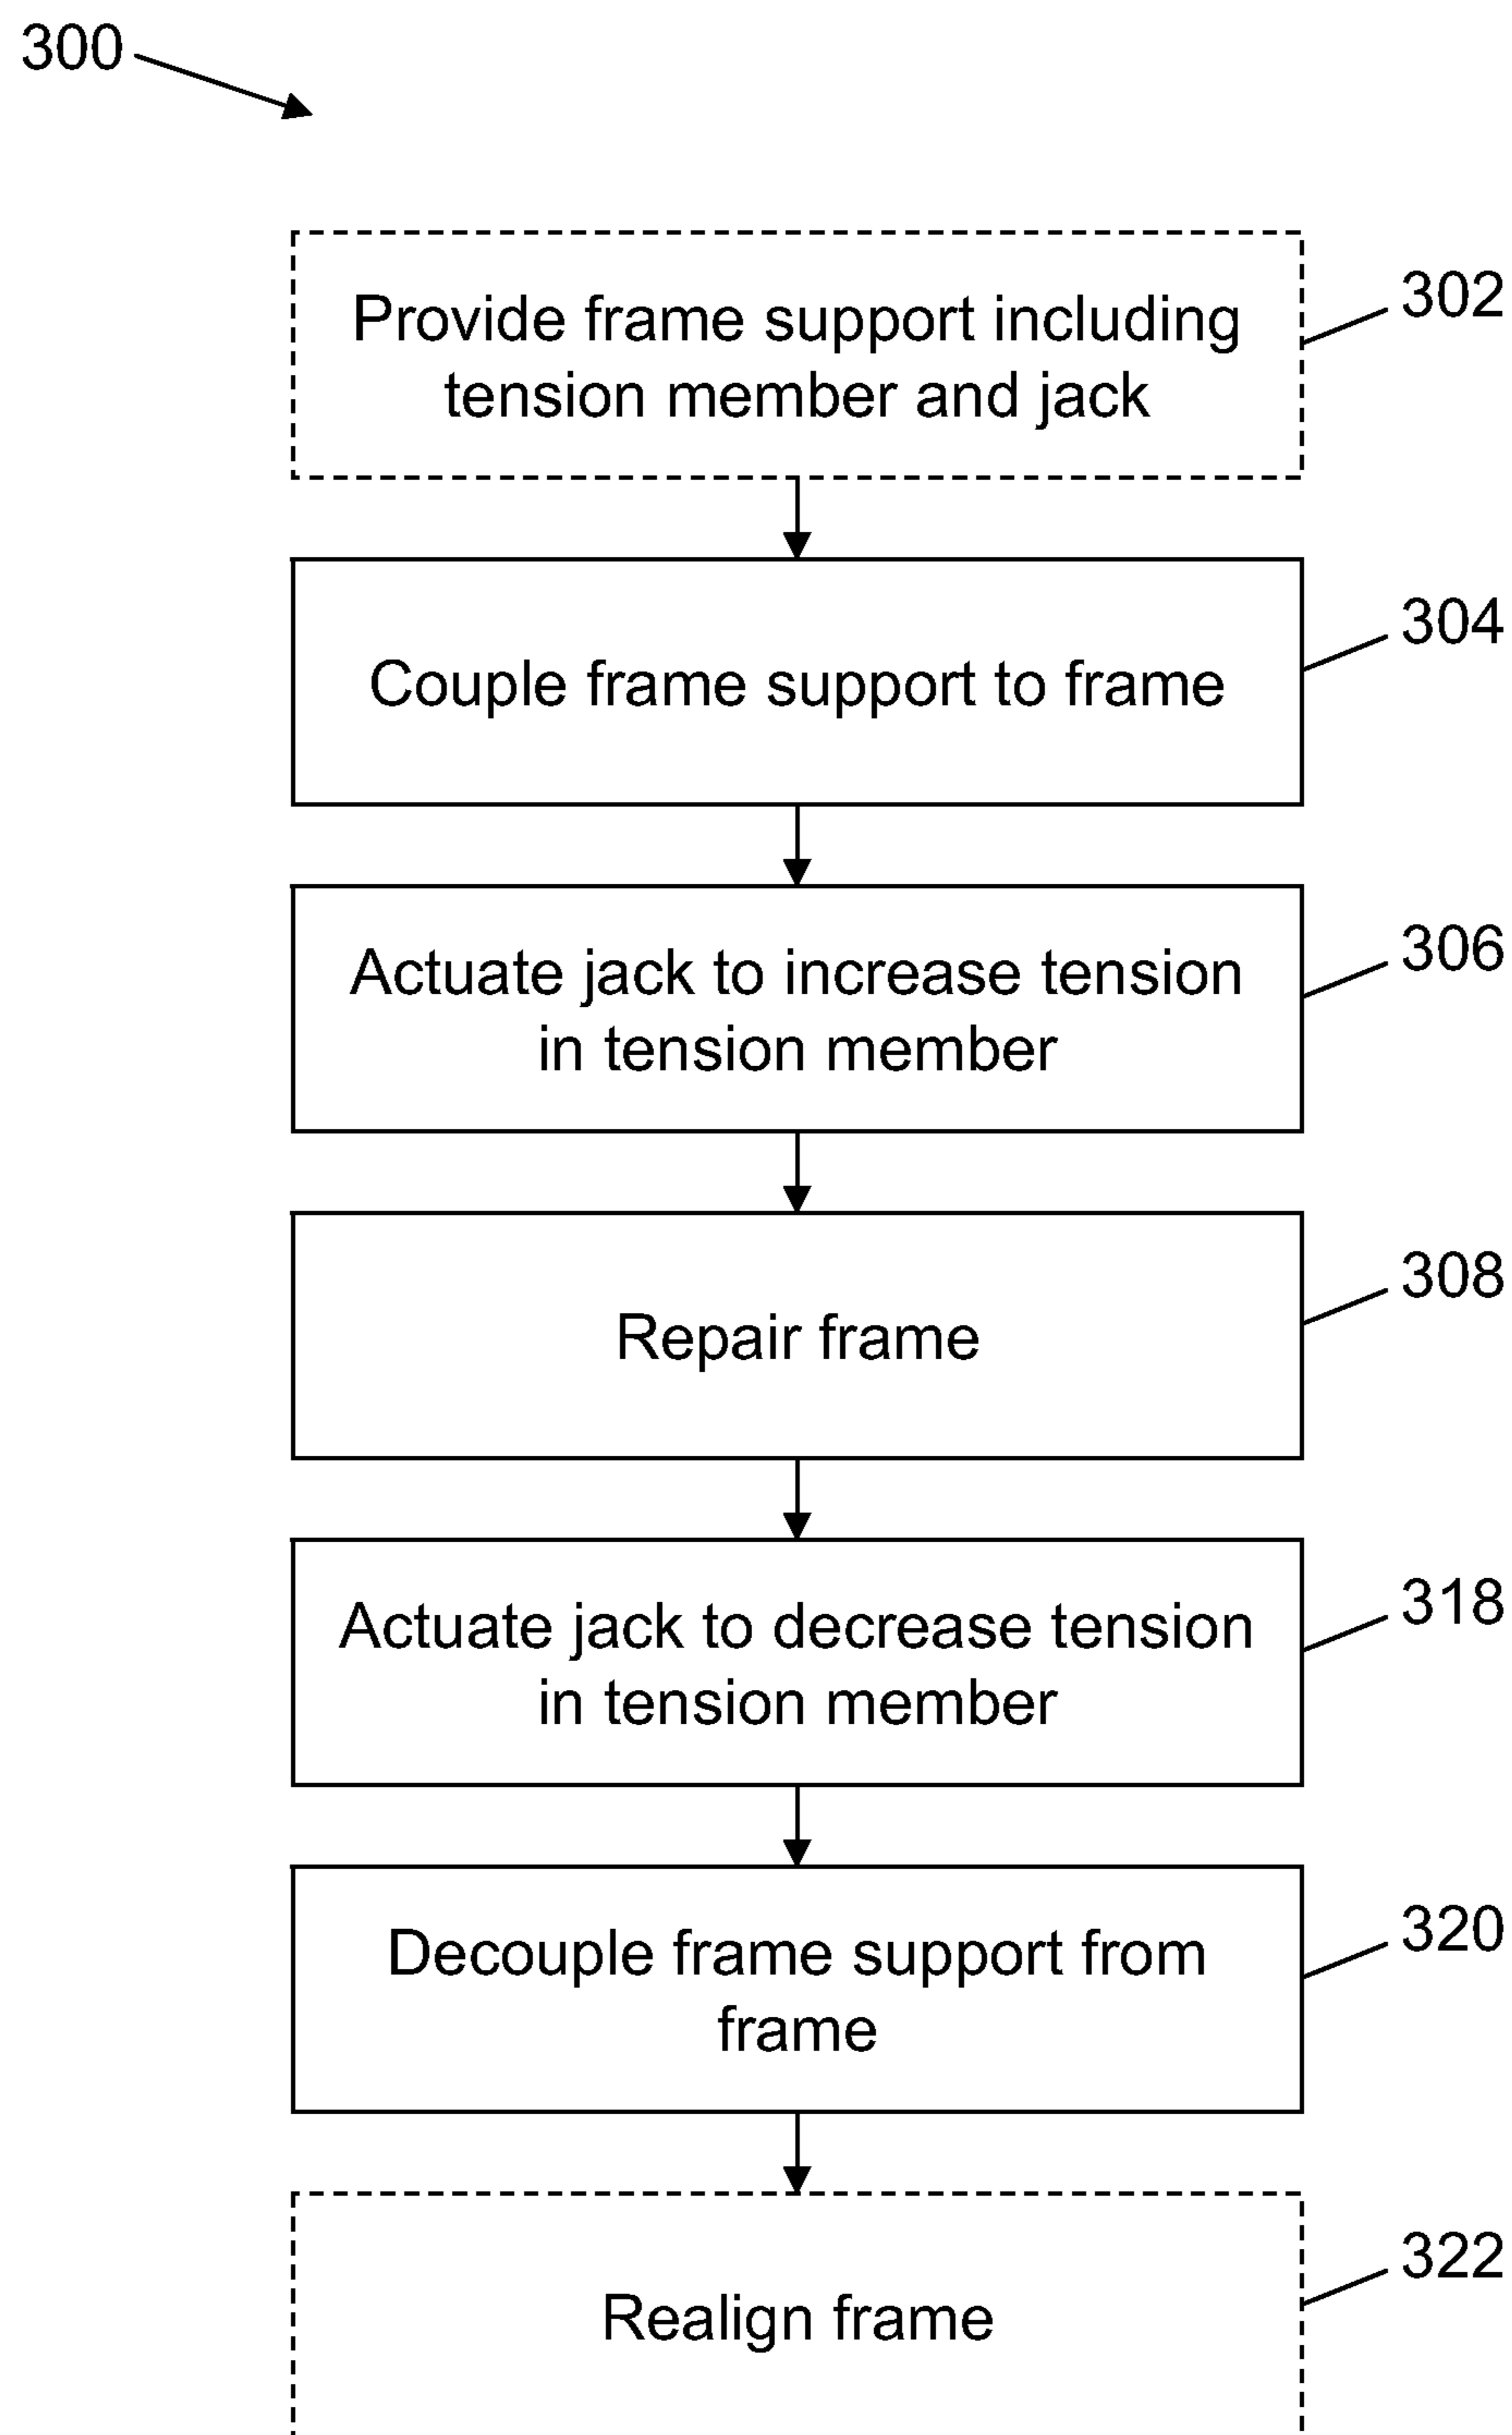 300
Provide frame support including
tension member and jack
302
Couple frame support to frame
304
Actuate jack to increase tension
in tension member
306
Repair frame
308
Actuate jack to decrease tension
in tension member
318
Decouple frame support from
frame
320
Realign frame
322